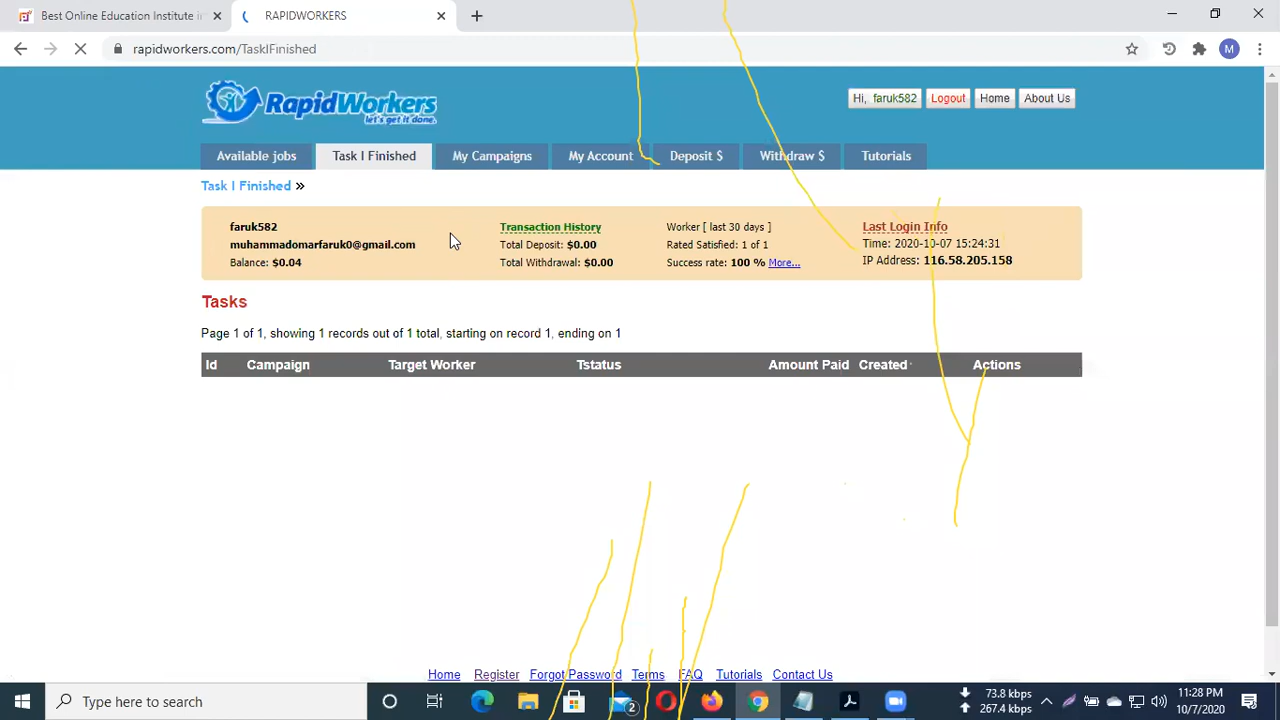 Best Online Education Institute in
RAPIDWORKERS
rapidworkers.com/TaskIFinished
M
RapidWorkers
let's get it done.
Hi, faruk582
Logout
Home
About Us
Available jobs
Task I Finished
My Campaigns
My Account
Deposit $
Withdraw $
Tutorials
Task I Finished »
faruk582
muhammadomarfaruk0@gmail.com
Balance: $0.04
Transaction History
Total Deposit: $0.00
Total Withdrawal: $0.00
Worker [ last 30 days ]
Rated Satisfied: 1 of 1
Success rate: 100 % More...
Last Login Info
Time: 2020-10-07 15:24:31
IP Address: 116.58.205.158
Tasks
Page 1 of 1, showing 1 records out of 1 total, starting on record 1, ending on 1
Id Campaign Target Worker Tstatus Amount Paid Created Actions
Home Register Forgot Password Terms FAQ Tutorials Contact Us
Type here to search
2
73.8 kbps
267.4 kbps
11:28 PM
10/7/2020